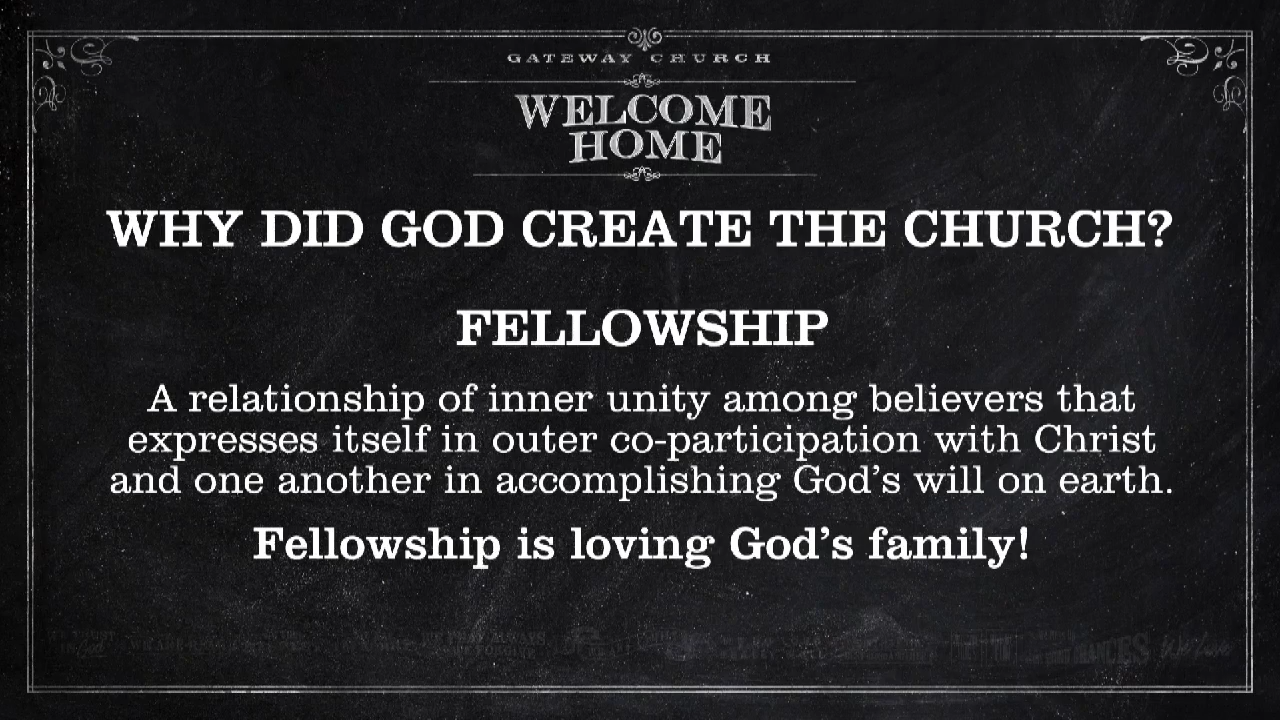 GATEWAY CHURCH
WELCOME
HOME
WHY DID GOD CREATE THE CHURCH?
FELLOWSHIP
A relationship of inner unity among believers that
expresses itself in outer co-participation with Christ
and one another in accomplishing God’s will on earth.
Fellowship is loving God’s family!